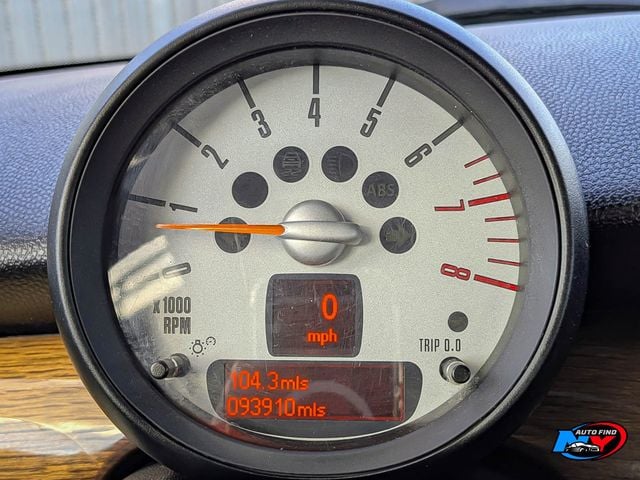 4
3
5
2
6
ABS
1
7
0
8
x1000
RPM
0
mph
TRIP 0.0
104.3mls
093910mls
AUTO FIND
NY